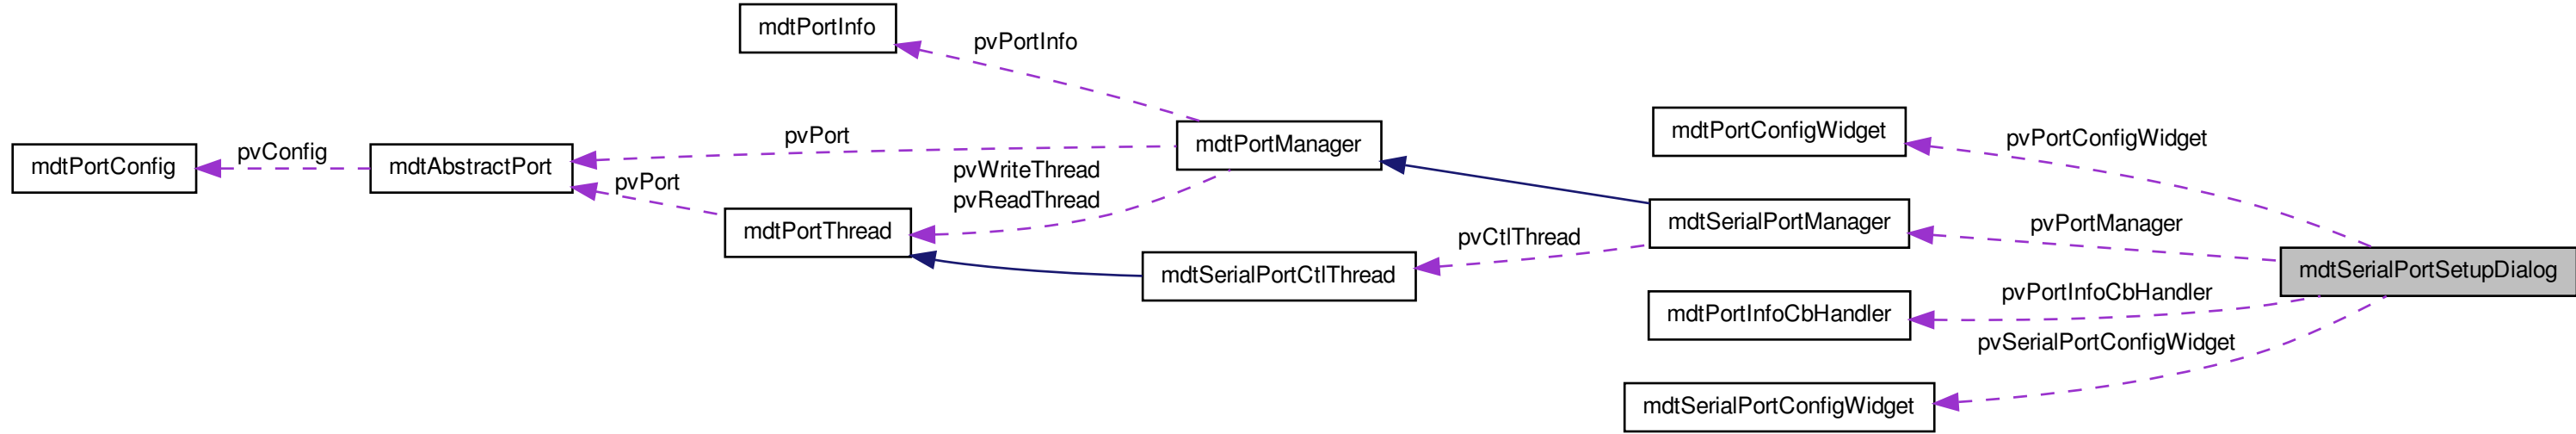 mdtPortInfo
pvPortInfo
mdtPortConfig
pvConfig
mdtAbstractPort
pvPort
pvPort
mdtPortThread
pvWriteThread
pvReadThread
mdtPortManager
mdtSerialPortCtlThread
pvCtlThread
mdtPortConfigWidget
mdtSerialPortManager
mdtPortInfoCbHandler
mdtSerialPortConfigWidget
pvPortConfigWidget
pvPortManager
pvPortInfoCbHandler
pvSerialPortConfigWidget
mdtSerialPortSetupDialog